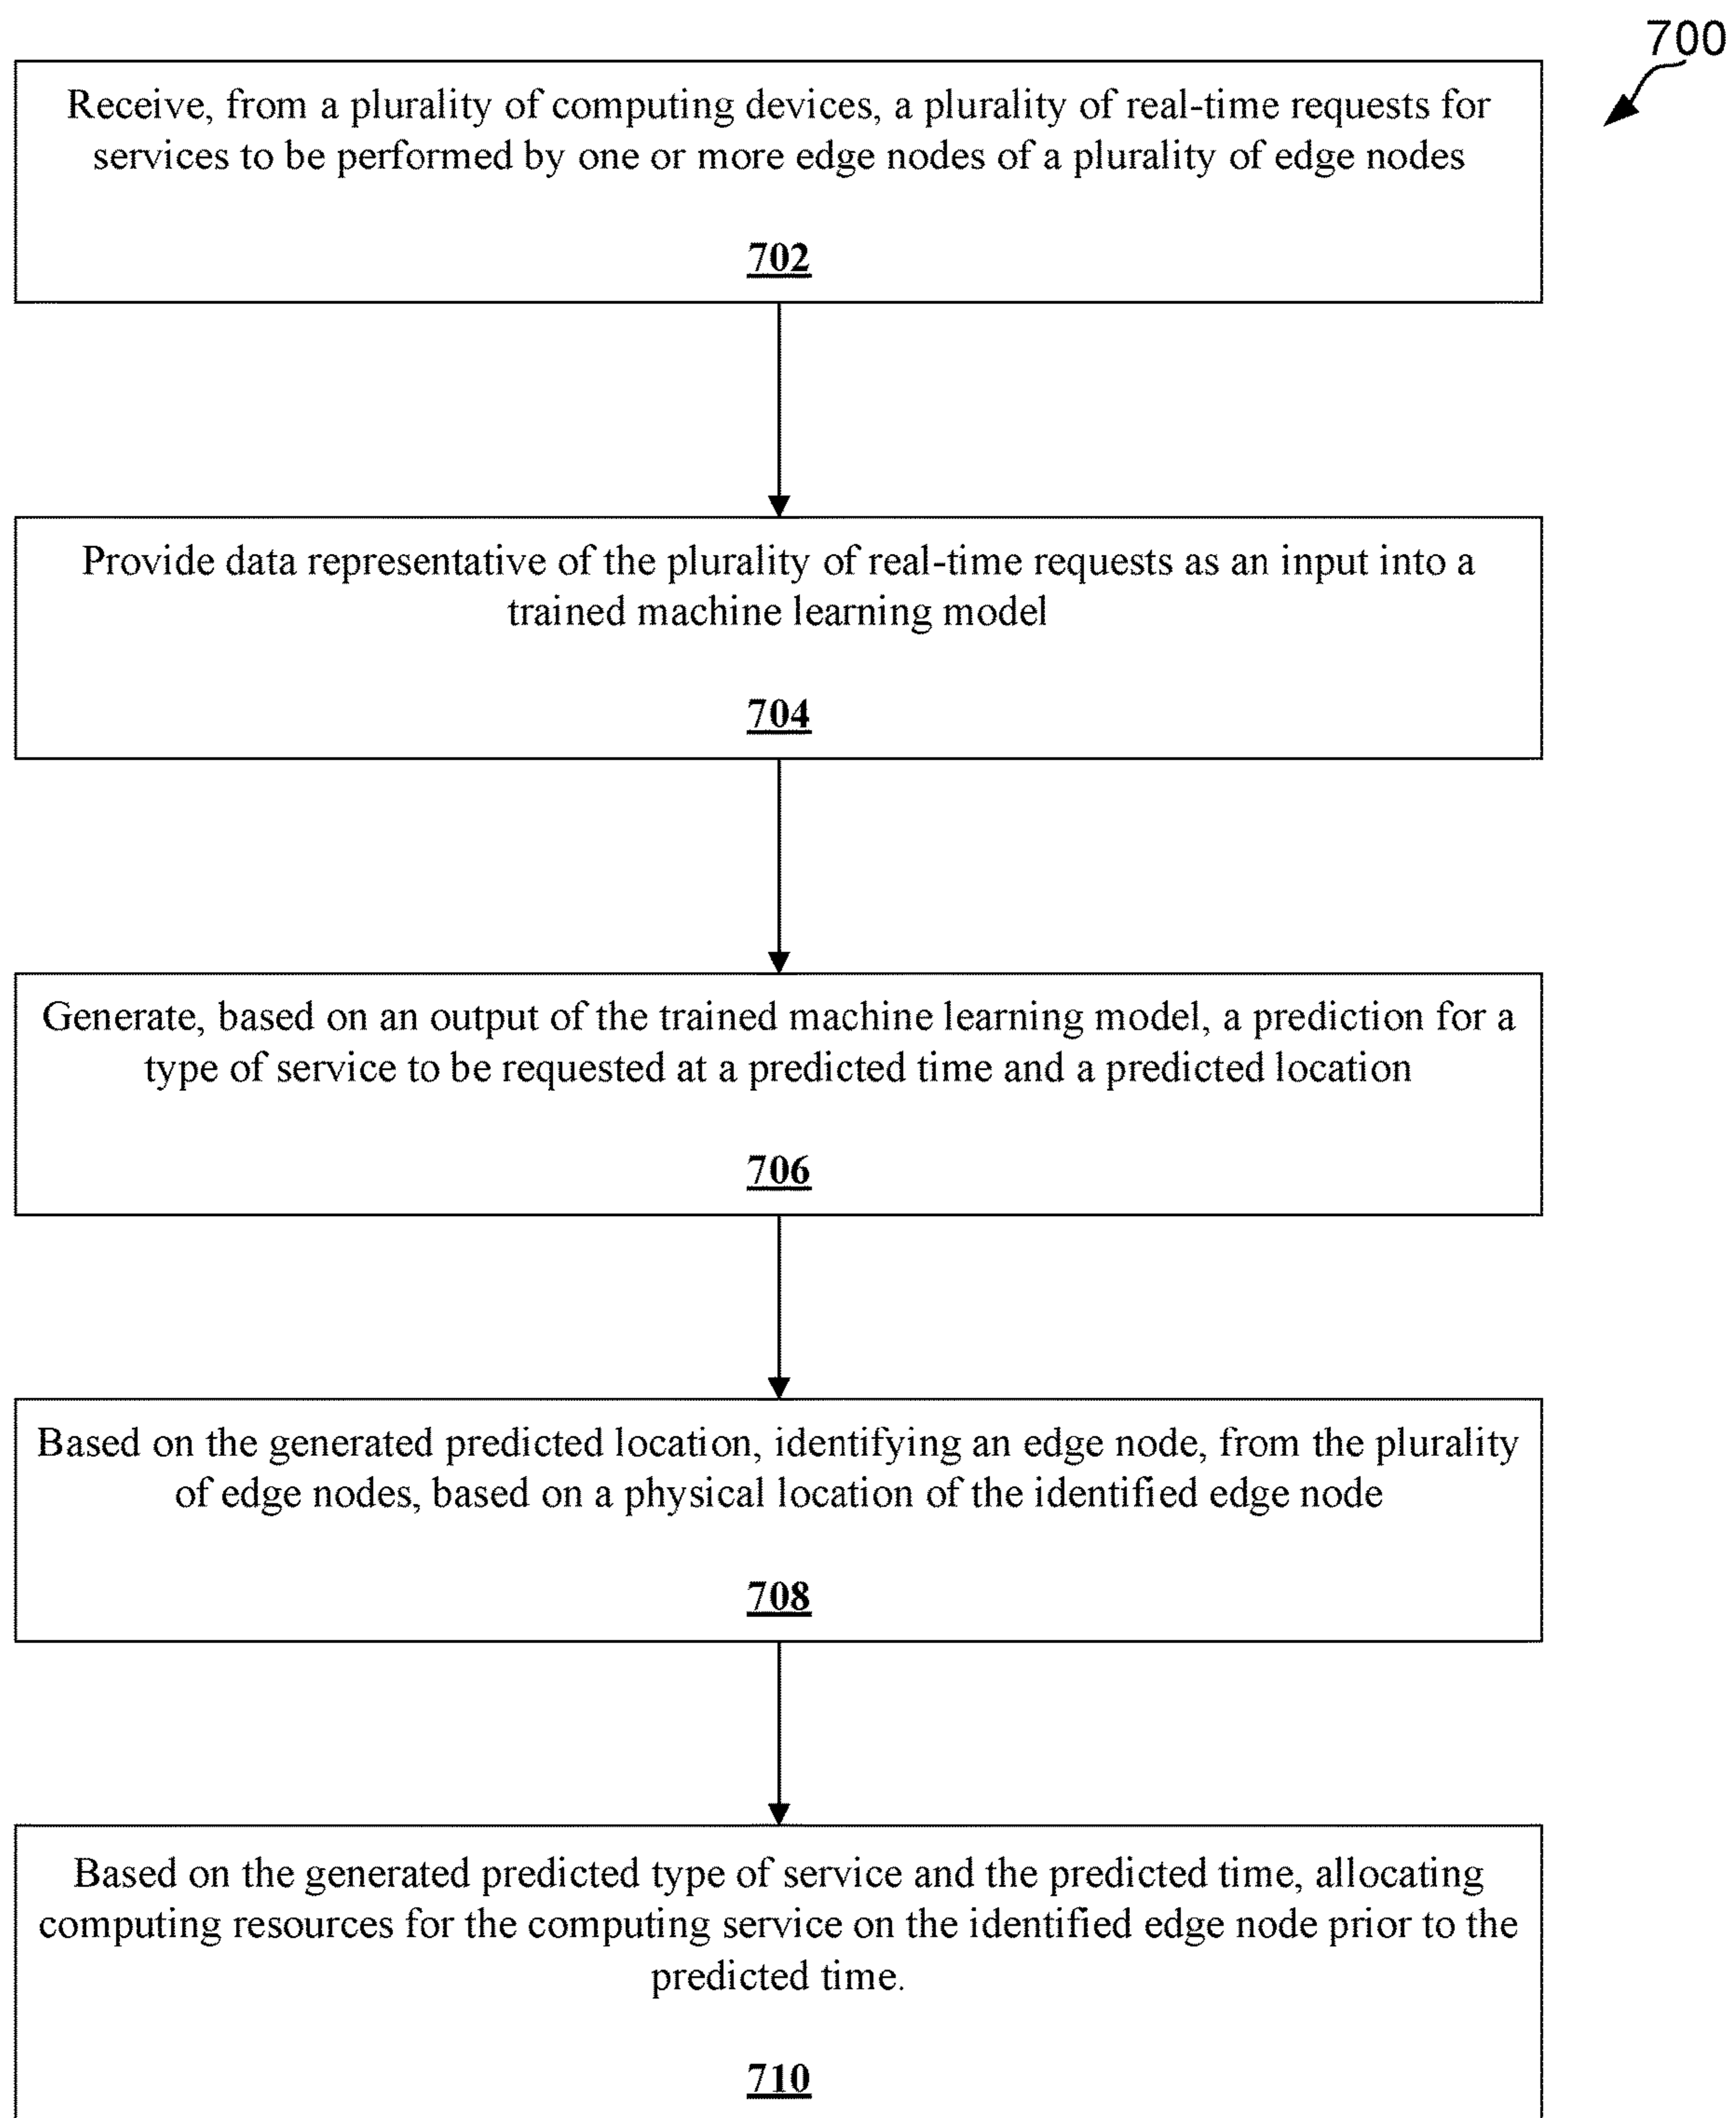 700
Receive, from a plurality of computing devices, a plurality of real-time requests for
services to be performed by one or more edge nodes of a plurality of edge nodes
702
Provide data representative of the plurality of real-time requests as an input into a
trained machine learning model
704
Generate, based on an output of the trained machine learning model, a prediction for a
type of service to be requested at a predicted time and a predicted location
706
Based on the generated predicted location, identifying an edge node, from the plurality
of edge nodes, based on a physical location of the identified edge node
708
Based on the generated predicted type of service and the predicted time, allocating
computing resources for the computing service on the identified edge node prior to the
predicted time.
710